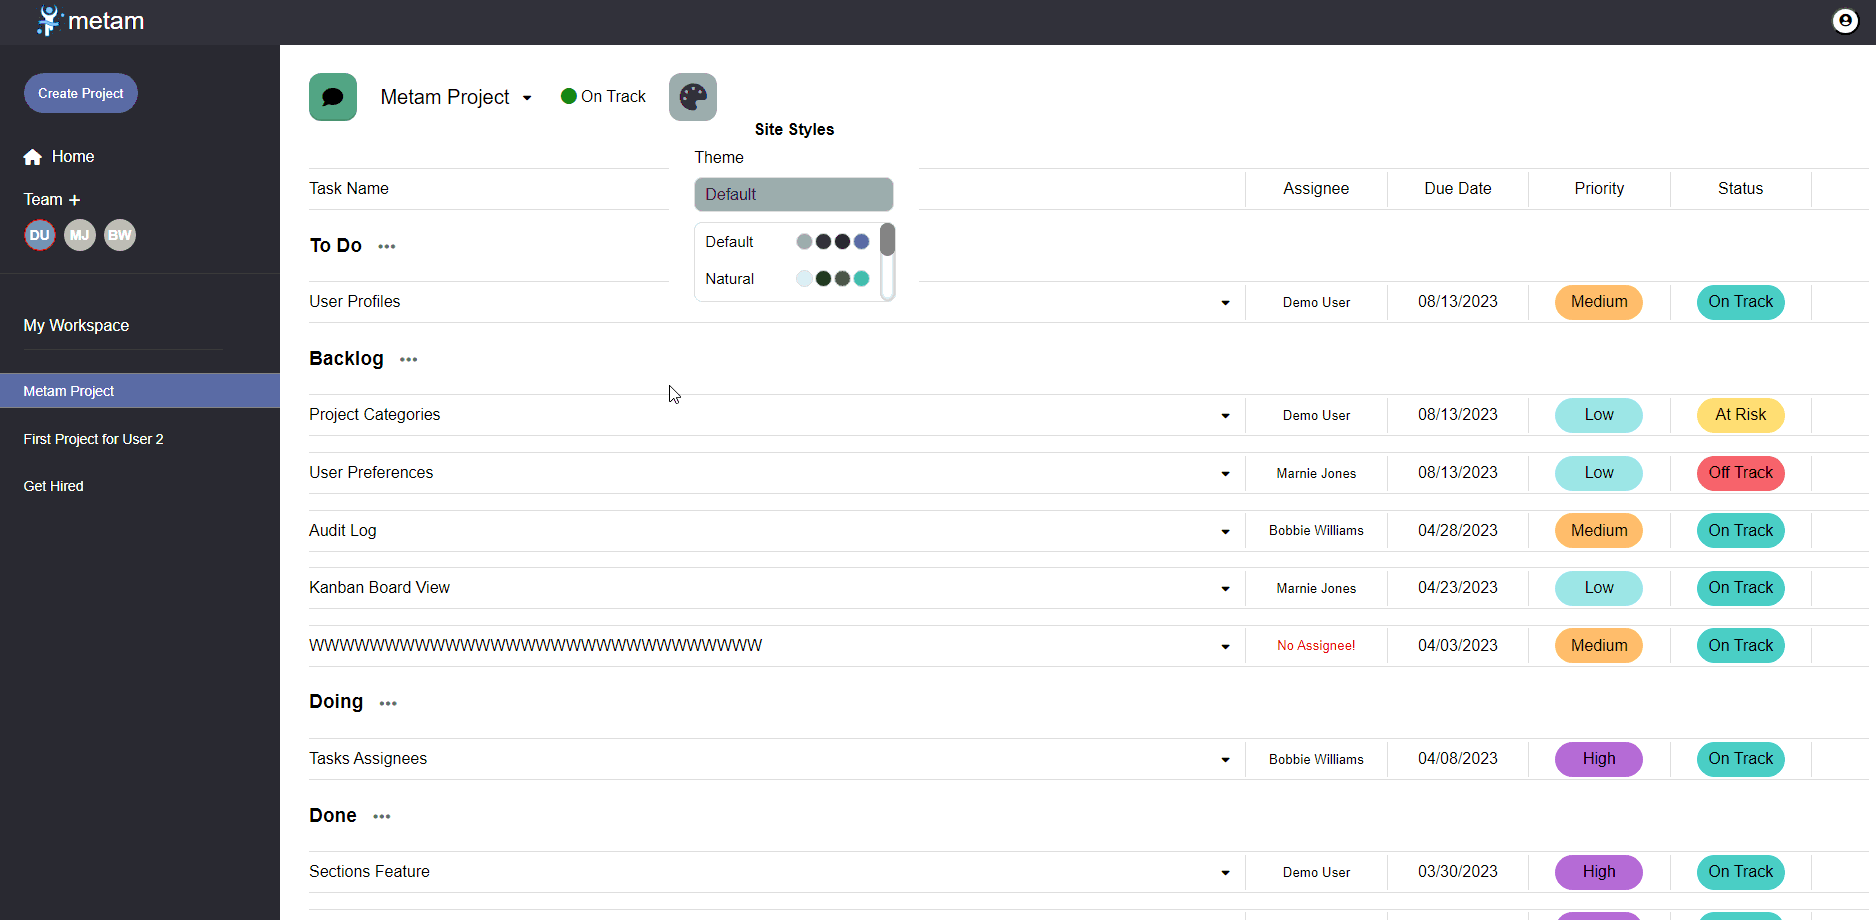 metam
Create Project
Home
Team +
DU MJ BW
My Workspace
Metam Project
First Project for User 2
Get Hired
Metam Project
On Track
Site Styles
Theme
Default
Default
Natural
Task Name Assignee Due Date Priority Status
To Do
User Profiles Demo User 08/13/2023 Medium On Track
Backlog
Project Categories Demo User 08/13/2023 Low At Risk
User Preferences Marnie Jones 08/13/2023 Low Off Track
Audit Log Bobbie Williams 04/28/2023 Medium On Track
Kanban Board View Marnie Jones 04/23/2023 Low On Track
WWWWWWWWWWWWWWWWWWWWWWWWWWWWWW No Assignee! 04/03/2023 Medium On Track
Doing
Tasks Assignees Bobbie Williams 04/08/2023 High On Track
Done
Sections Feature Demo User 03/30/2023 High On Track